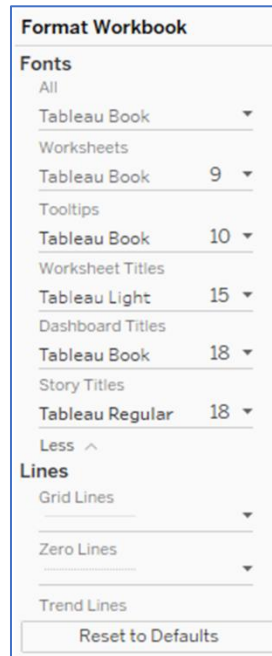 Format Workbook
Fonts
All
Tableau Book
Worksheets
Tableau Book 9
Tooltips
Tableau Book 10
Worksheet Titles
Tableau Light 15
Dashboard Titles
Tableau Book 18
Story Titles
Tableau Regular 18
Less
Lines
Grid Lines
Zero Lines
Trend Lines
Reset to Defaults